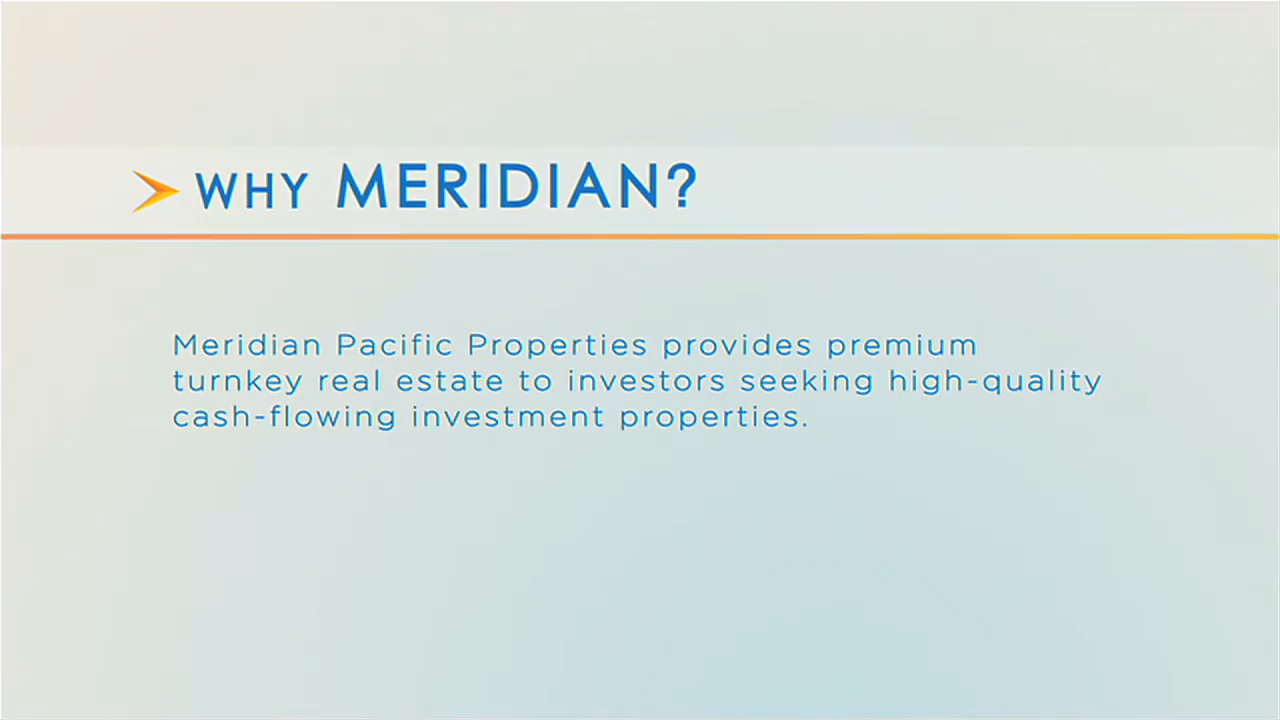 WHY MERIDIAN?
Meridian Pacific Properties provides premium
turnkey real estate to investors seeking high-quality
cash-flowing investment properties.